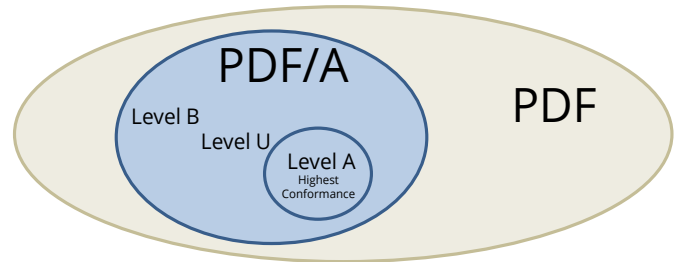 PDF/A
PDF
Level B
Level U
Level A
Highest
Conformance